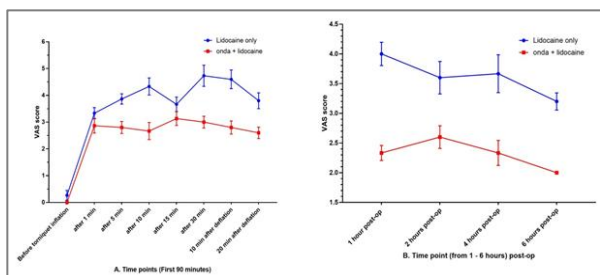 Lidocaine only
onda + lidocaine
VAS score
6
5
4
3
2
1
0
Before torniquet inflation
after 1 min
after 5 min
after 10 min
after 15 min
after 30 min
10 min after deflation
20 min after deflation
A. Time points (First 90 minutes)
Lidocaine only
onda + lidocaine
VAS score
4.5
4.0
3.5
3.0
2.5
2.0
1.5
1 hour post-op
2 hours post-op
4 hours post-op
6 hours post-op
B. Time point (from 1 - 6 hours) post-op